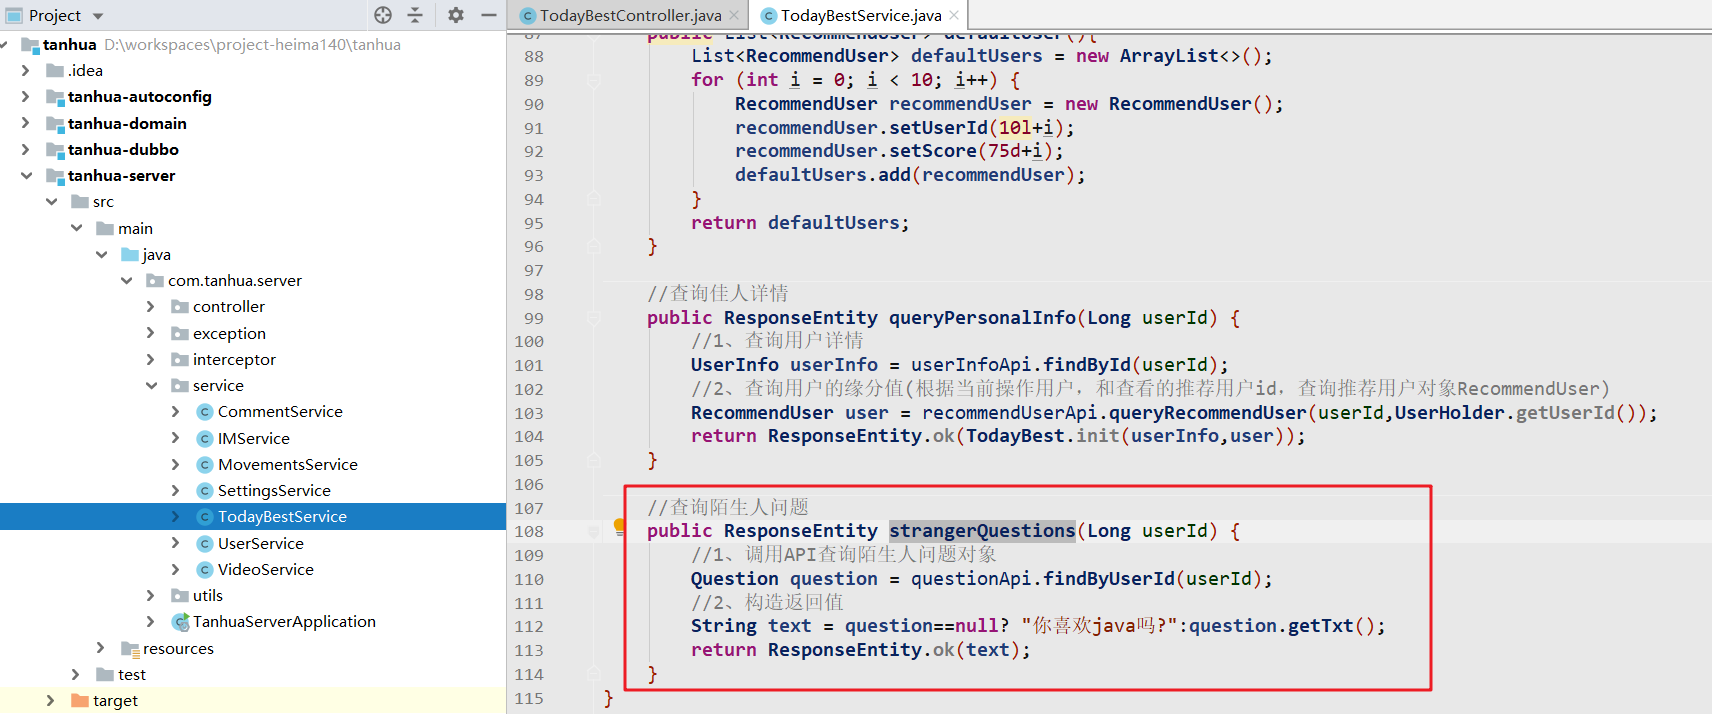 Project
TodayBestController.java
TodayBestService.java
tanhua D:\workspaces\project-heima140\tanhua
.idea
tanhua-autoconfig
tanhua-domain
tanhua-dubbo
tanhua-server
src
main
java
com.tanhua.server
controller
exception
interceptor
service
CommentService
IMService
MovementsService
SettingsService
TodayBestService
UserService
VideoService
utils
TanhuaServerApplication
resources
test
target
87 public List<RecommendUser> defaultUser(){
88 List<RecommendUser> defaultUsers = new ArrayList<>();
89 for (int i = 0; i < 10; i++) {
90 RecommendUser recommendUser = new RecommendUser();
91 recommendUser.setUserId(10l+i);
92 recommendUser.setScore(75d+i);
93 defaultUsers.add(recommendUser);
94 }
95 return defaultUsers;
96 }
97
98 //查询佳人详情
99 public ResponseEntity queryPersonalInfo(Long userId) {
100 //1、查询用户详情
101 UserInfo userInfo = userInfoApi.findById(userId);
102 //2、查询用户的缘分值(根据当前操作用户，和查看的推荐用户id，查询推荐用户对象RecommendUser)
103 RecommendUser user = recommendUserApi.queryRecommendUser(userId,UserHolder.getUserId());
104 return ResponseEntity.ok(TodayBest.init(userInfo,user));
105 }
106
107 //查询陌生人问题
108 public ResponseEntity strangerQuestions(Long userId) {
109 //1、调用API查询陌生人问题对象
110 Question question = questionApi.findByUserId(userId);
111 //2、构造返回值
112 String text = question==null? "你喜欢java吗?":question.getTxt();
113 return ResponseEntity.ok(text);
114 }
115 }